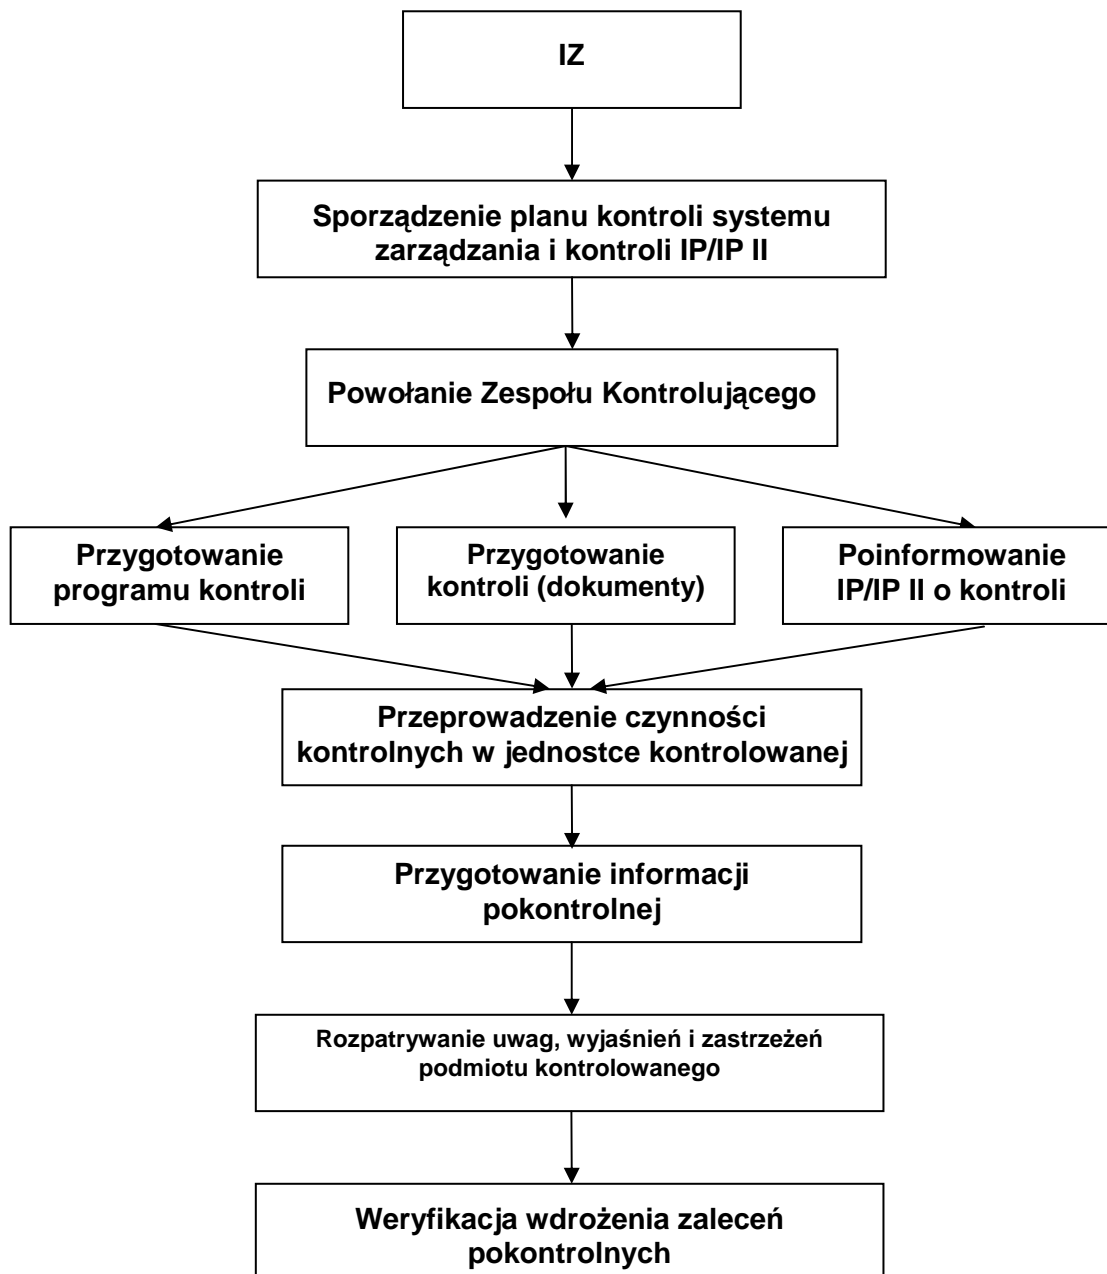 IZ
Sporządzenie planu kontroli systemu
zarządzania i kontroli IP/IP II
Powołanie Zespołu Kontrolującego
Przygotowanie
programu kontroli
Przygotowanie
kontroli (dokumenty)
Poinformowanie
IP/IP II o kontroli
Przeprowadzenie czynności
kontrolnych w jednostce kontrolowanej
Przygotowanie informacji
pokontrolnej
Rozpatrywanie uwag, wyjaśnień i zastrzeżeń
podmiotu kontrolowanego
Weryfikacja wdrożenia zaleceń
pokontrolnych